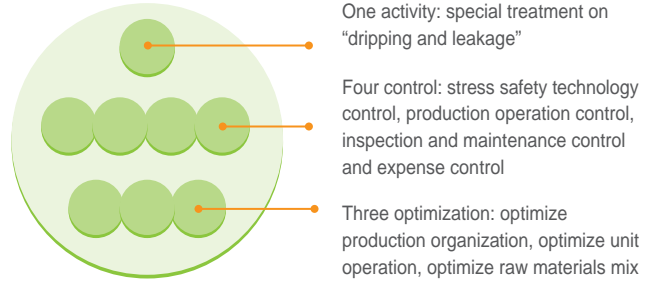 One activity: special treatment on
“dripping and leakage”
Four control: stress safety technology
control, production operation control,
inspection and maintenance control
and expense control
Three optimization: optimize
production organization, optimize unit
operation, optimize raw materials mix